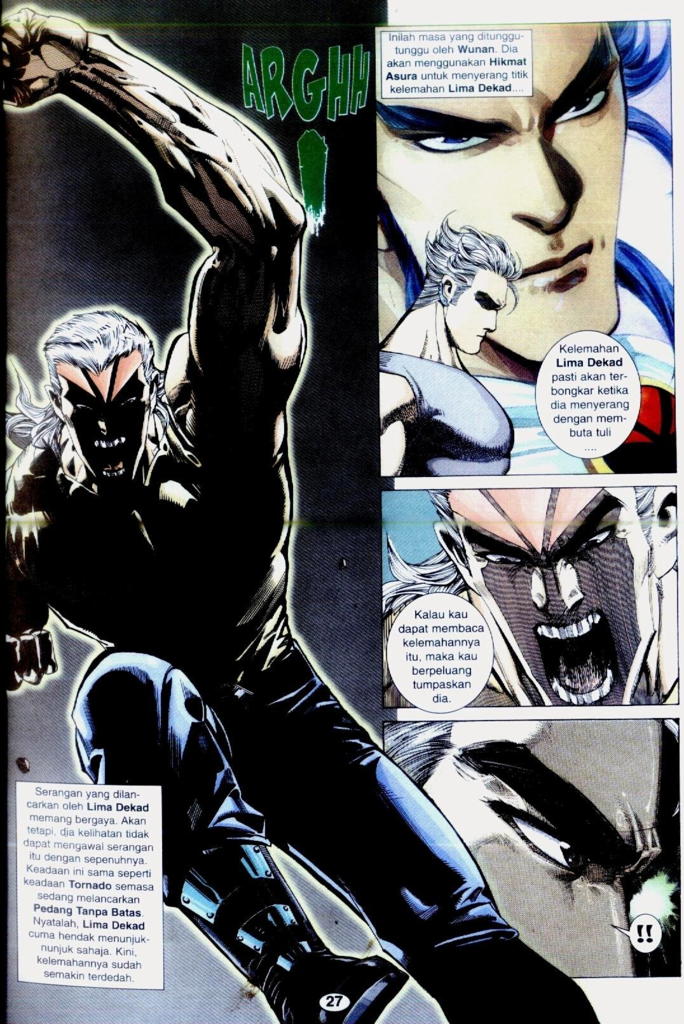 ARGHH
!
Inilah masa yang ditunggu-
tunggu oleh Wunan. Dia
akan menggunakan Hikmat
Asura untuk menyerang titik
kelemahan Lima Dekad....
Kelemahan
Lima Dekad
pasti akan ter-
bongkar ketika
dia menyerang
dengan mem-
buta tuli
....
Kalau kau
dapat membaca
kelemahannya
itu, maka kau
berpeluang
tumpaskan
dia.
Serangan yang dilan-
carkan oleh Lima Dekad
memang bergaya. Akan
tetapi, dia kelihatan tidak
dapat mengawal serangan
itu dengan sepenuhnya.
Keadaan ini sama seperti
keadaan Tornado semasa
sedang melancarkan
Pedang Tanpa Batas.
Nyatalah, Lima Dekad
cuma hendak menunjuk-
nunjuk sahaja. Kini,
kelemahannya sudah
semakin terdedah.
!!
27